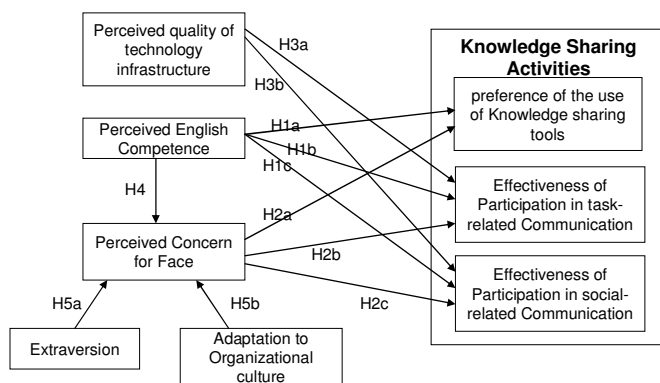 Perceived quality of
technology
infrastructure
H3a
H3b
Knowledge Sharing
Activities
preference of the use
of Knowledge sharing
tools
Perceived English
Competence
H1a
H1b
H1c
H4
Effectiveness of
Participation in task-
related Communication
H2a
Perceived Concern
for Face
H2b
H2c
Effectiveness of
Participation in social-
related Communication
H5a
H5b
Extraversion
Adaptation to
Organizational
culture